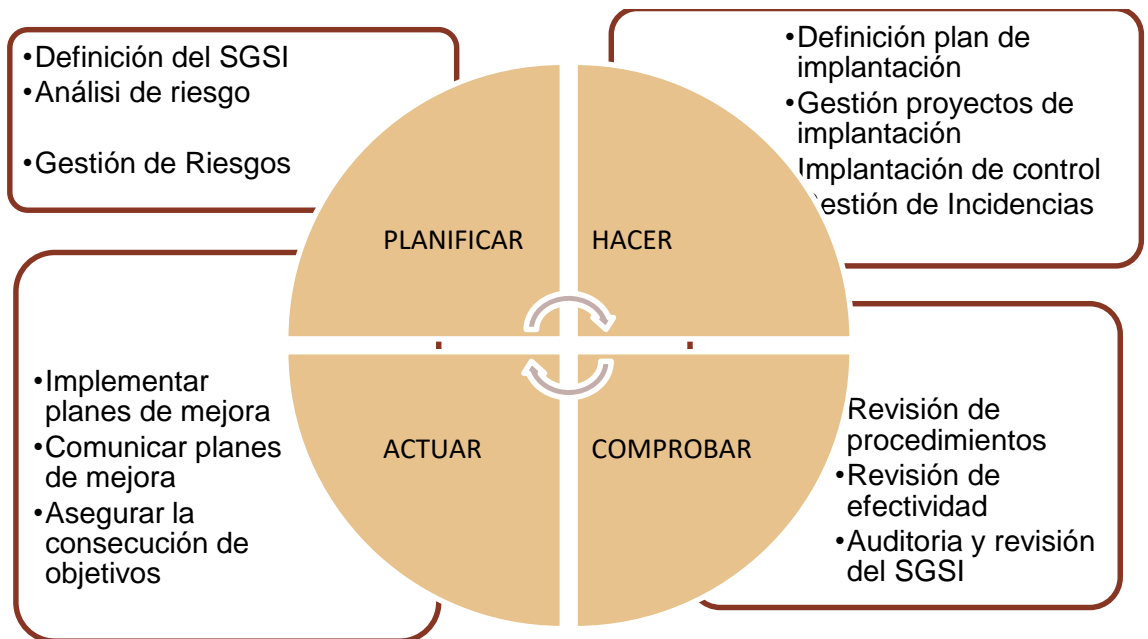 •Definición del SGSI
•Análisi de riesgo
•Gestión de Riesgos
•Definición plan de
implantación
•Gestión proyectos de
implantación
Implantación de control
Gestión de Incidencias
PLANIFICAR
HACER
•Implementar
planes de mejora
•Comunicar planes
de mejora
•Asegurar la
consecución de
objetivos
ACTUAR
COMPROBAR
Revisión de
procedimientos
•Revisión de
efectividad
•Auditoria y revisión
del SGSI